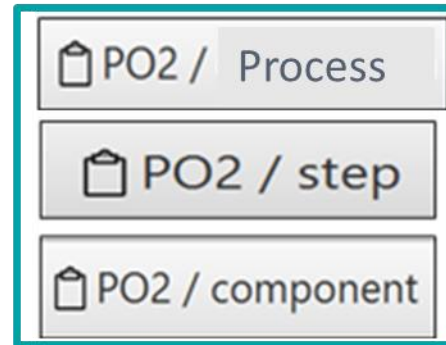 PO2 / Process
PO2 / step
PO2 / component